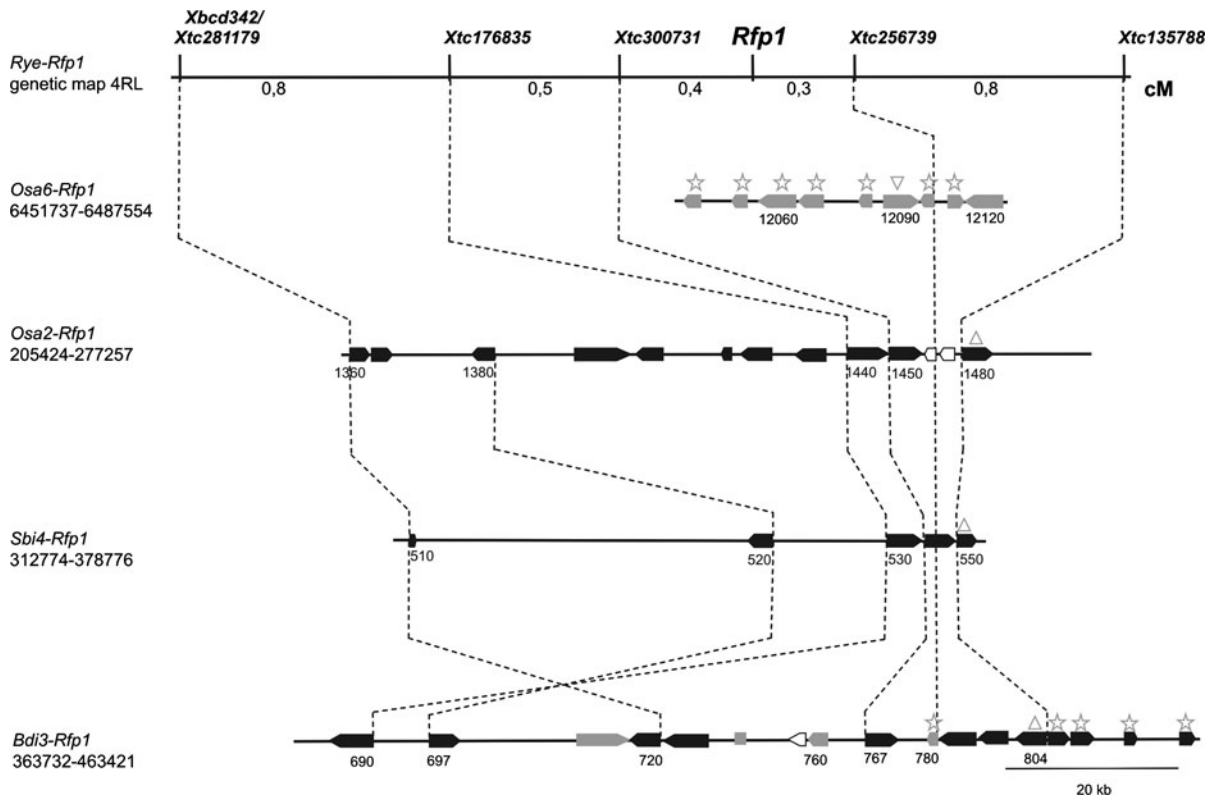 Xbcd342/
Xtc281179 Xtc176835 Xtc300731 Rfp1 Xtc256739 Xtc135788
Rye-Rfp1
genetic map 4RL
0,8 0,5 0,4 0,3 0,8 cM
Osa6-Rfp1
6451737-6487554
12060 12090 12120
Osa2-Rfp1
205424-277257
1360 1380 1440 1450 1480
Sbi4-Rfp1
312774-378776
510 520 530 550
Bdi3-Rfp1
363732-463421
690 697 720 760 767 780 804
20 kb